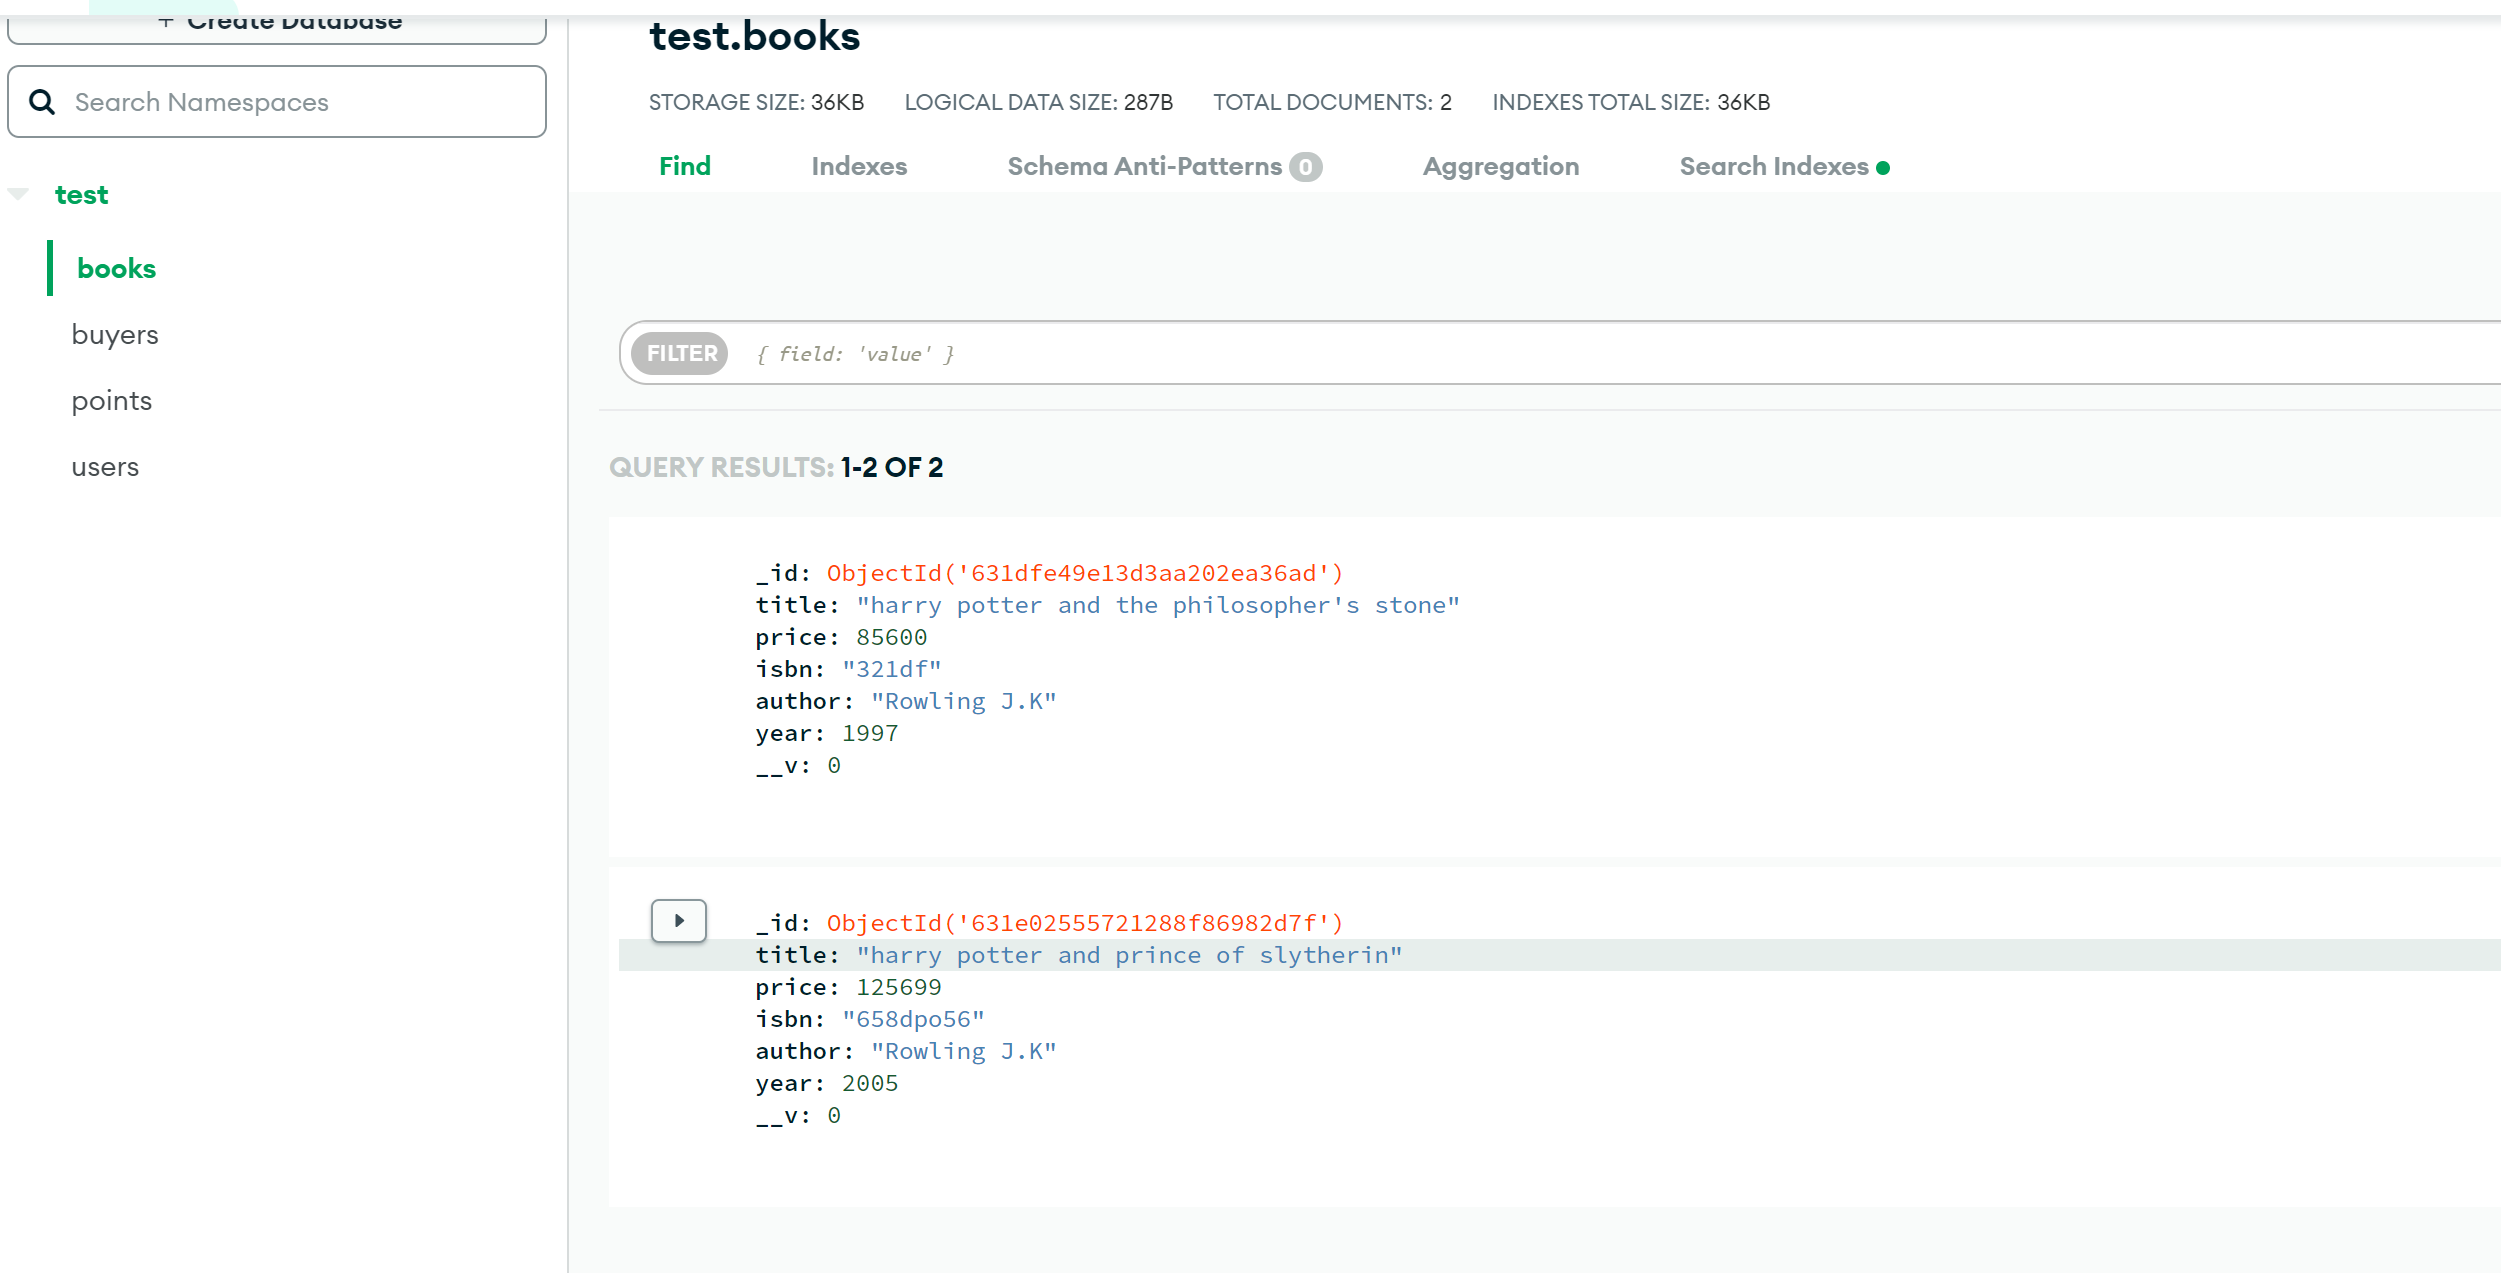 + Create Database
Search Namespaces
test
books
buyers
points
users
test.books
STORAGE SIZE: 36KB LOGICAL DATA SIZE: 287B TOTAL DOCUMENTS: 2 INDEXES TOTAL SIZE: 36KB
Find Indexes Schema Anti-Patterns 0 Aggregation Search Indexes
FILTER { field: 'value' }
QUERY RESULTS: 1-2 OF 2
_id: ObjectId('631dfe49e13d3aa202ea36ad')
title: "harry potter and the philosopher's stone"
price: 85600
isbn: "321df"
author: "Rowling J.K"
year: 1997
__v: 0
_id: ObjectId('631e02555721288f86982d7f')
title: "harry potter and prince of slytherin"
price: 125699
isbn: "658dpo56"
author: "Rowling J.K"
year: 2005
__v: 0